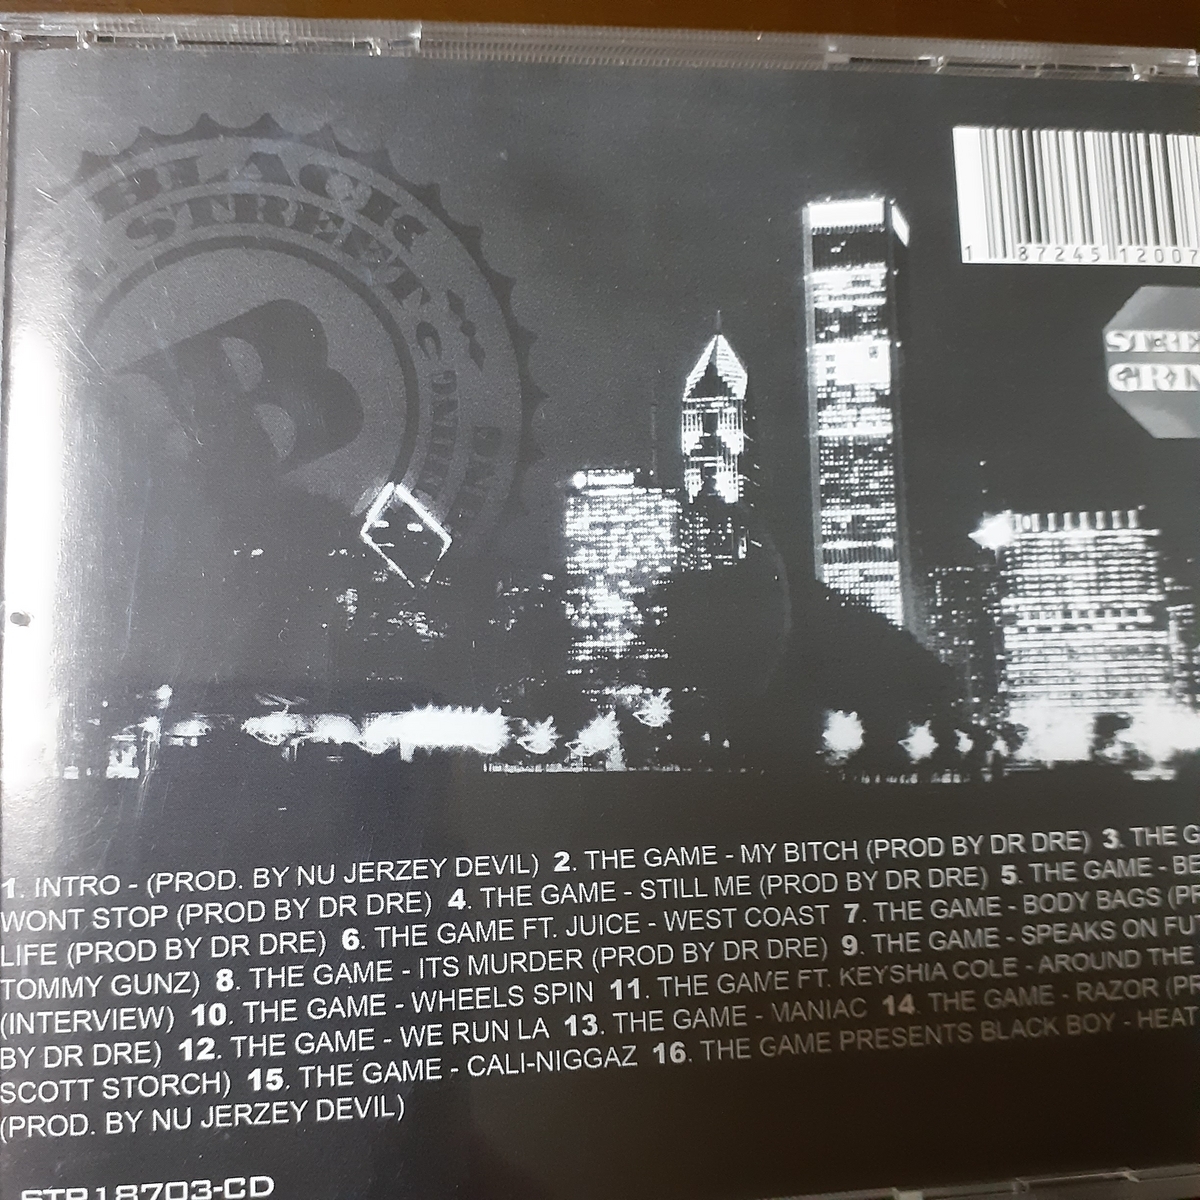 BLACK
STREET
B
1 87245 12007
STRE
GRIN
1. INTRO - (PROD. BY NU JERZEY DEVIL) 2. THE GAME - MY BITCH (PROD BY DR DRE) 3. THE G
WONT STOP (PROD BY DR DRE) 4. THE GAME - STILL ME (PROD BY DR DRE) 5. THE GAME - BE
LIFE (PROD BY DR DRE) 6. THE GAME FT. JUICE - WEST COAST 7. THE GAME - BODY BAGS (PR
TOMMY GUNZ) 8. THE GAME - ITS MURDER (PROD BY DR DRE) 9. THE GAME - SPEAKS ON FU
(INTERVIEW) 10. THE GAME - WHEELS SPIN 11. THE GAME FT. KEYSHIA COLE - AROUND THE
BY DR DRE) 12. THE GAME - WE RUN LA 13. THE GAME - MANIAC 14. THE GAME - RAZOR (PR
SCOTT STORCH) 15. THE GAME - CALI-NIGGAZ 16. THE GAME PRESENTS BLACK BOY - HEAT
(PROD. BY NU JERZEY DEVIL)
STR18703-CD